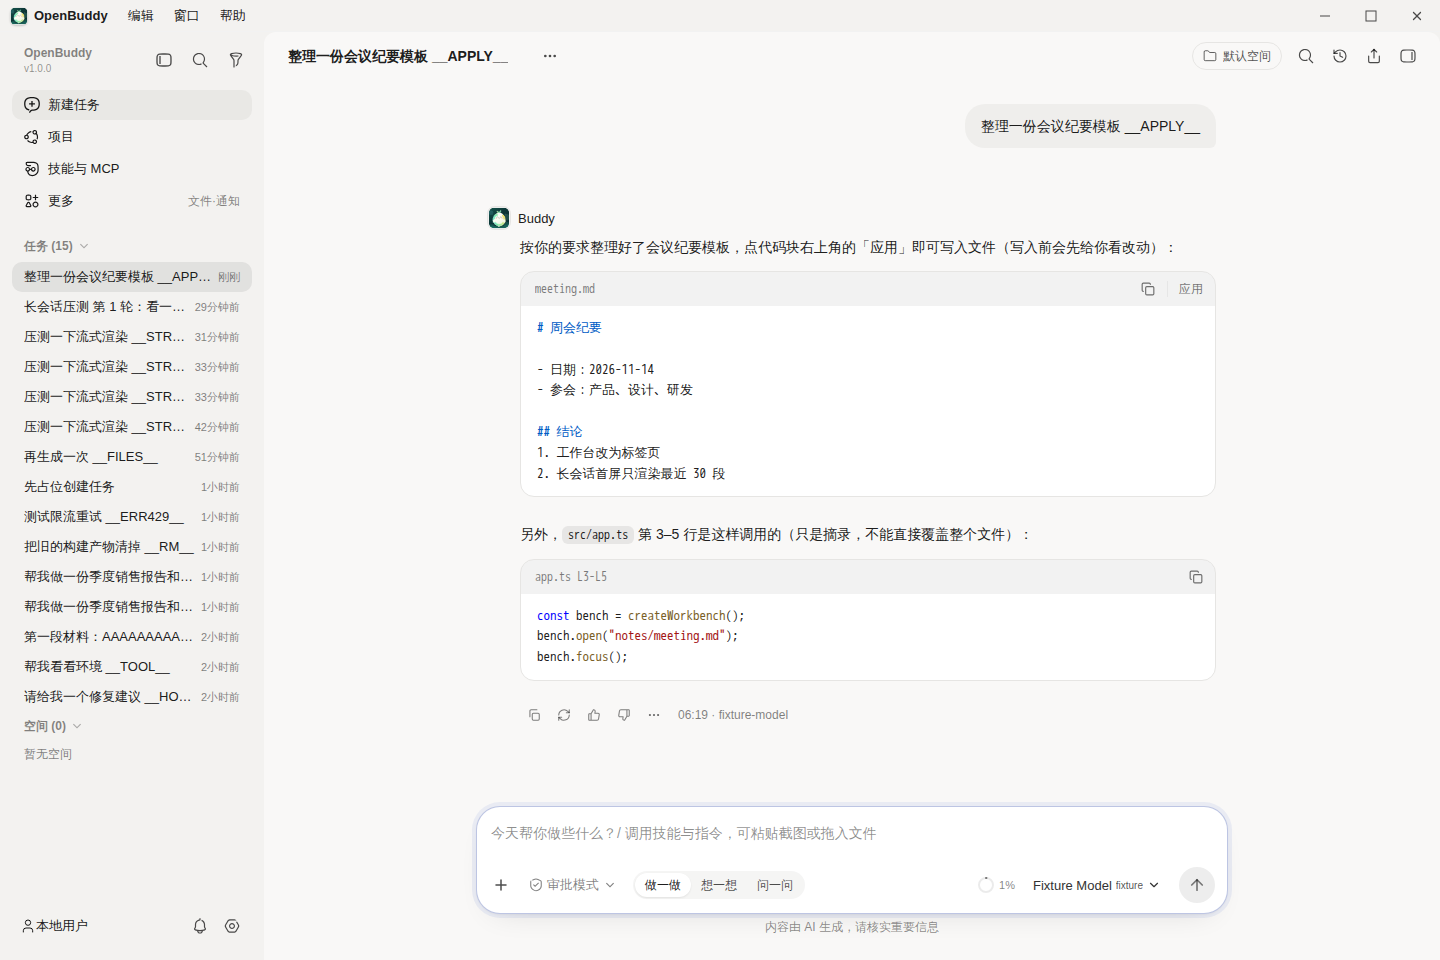 OpenBuddy 编辑 窗口 帮助
OpenBuddy
v1.0.0
新建任务
项目
技能与 MCP
更多 文件·通知
任务 (15)
整理一份会议纪要模板 __APP… 刚刚
长会话压测 第 1 轮：看一… 29分钟前
压测一下流式渲染 __STR… 31分钟前
压测一下流式渲染 __STR… 33分钟前
压测一下流式渲染 __STR… 33分钟前
压测一下流式渲染 __STR… 42分钟前
再生成一次 __FILES__ 51分钟前
先占位创建任务 1小时前
测试限流重试 __ERR429__ 1小时前
把旧的构建产物清掉 __RM__ 1小时前
帮我做一份季度销售报告和… 1小时前
帮我做一份季度销售报告和… 1小时前
第一段材料：AAAAAAAAA… 2小时前
帮我看看环境 __TOOL__ 2小时前
请给我一个修复建议 __HO… 2小时前
空间 (0)
暂无空间
本地用户
整理一份会议纪要模板 __APPLY__
默认空间
整理一份会议纪要模板 __APPLY__
Buddy
按你的要求整理好了会议纪要模板，点代码块右上角的「应用」即可写入文件（写入前会先给你看改动）：
meeting.md 应用
# 周会纪要
- 日期：2026-11-14
- 参会：产品、设计、研发
## 结论
1. 工作台改为标签页
2. 长会话首屏只渲染最近 30 段
另外，src/app.ts 第 3–5 行是这样调用的（只是摘录，不能直接覆盖整个文件）：
app.ts L3-L5
const bench = createWorkbench();
bench.open("notes/meeting.md");
bench.focus();
06:19 · fixture-model
今天帮你做些什么？/ 调用技能与指令，可粘贴截图或拖入文件
审批模式 做一做 想一想 问一问 1% Fixture Model fixture
内容由 AI 生成，请核实重要信息